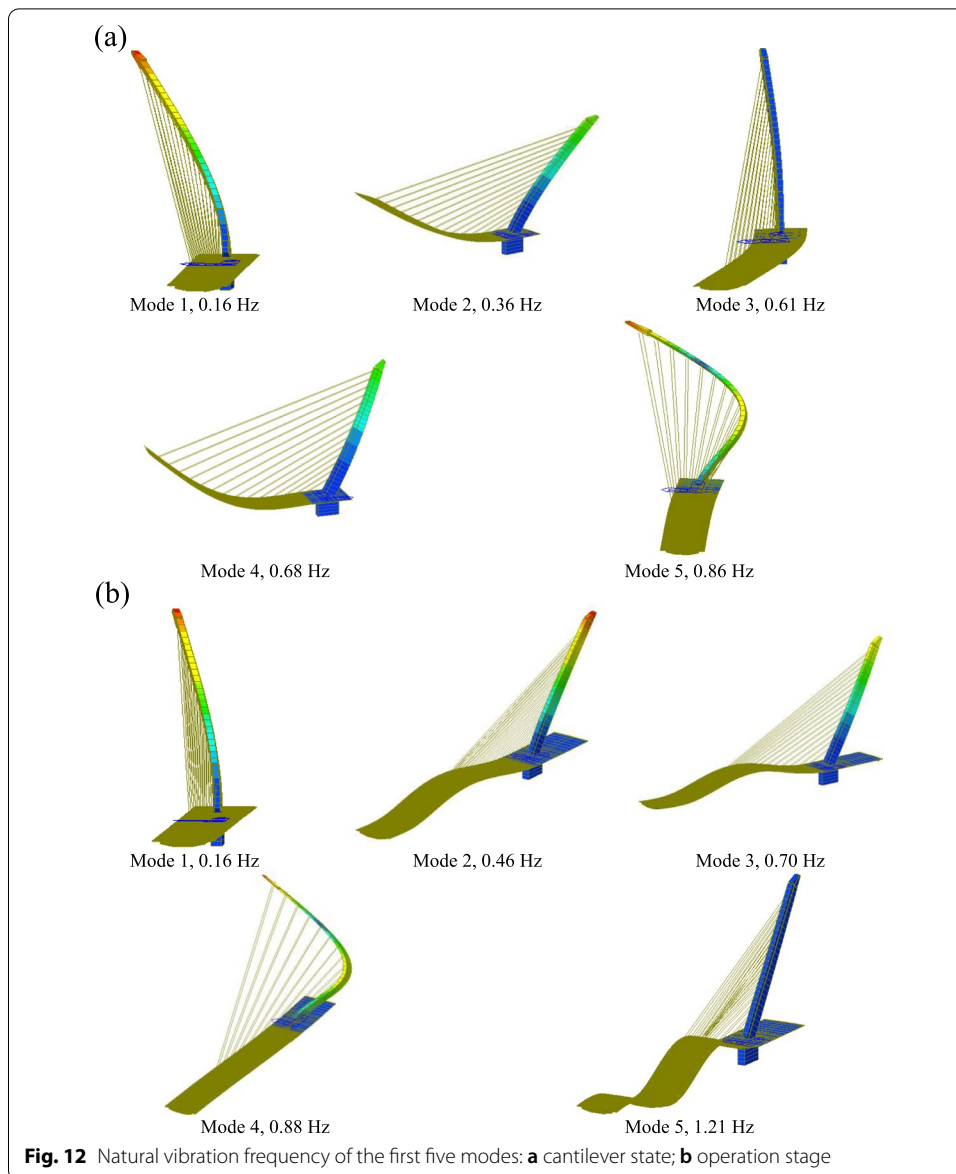 (a)
Mode 1, 0.16 Hz
Mode 2, 0.36 Hz
Mode 3, 0.61 Hz
Mode 4, 0.68 Hz
Mode 5, 0.86 Hz
(b)
Mode 1, 0.16 Hz
Mode 2, 0.46 Hz
Mode 3, 0.70 Hz
Mode 4, 0.88 Hz
Mode 5, 1.21 Hz
Fig. 12 Natural vibration frequency of the first five modes: a cantilever state; b operation stage